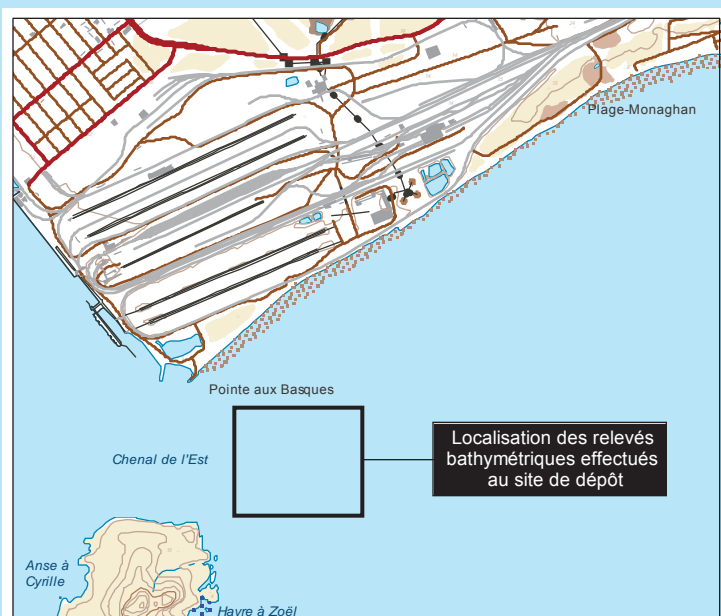 Plage-Monaghan
Pointe aux Basques
Chenal de l'Est
Localisation des relevés
bathymétriques effectués
au site de dépôt
Anse à
Cyrille
Havre à Zoël